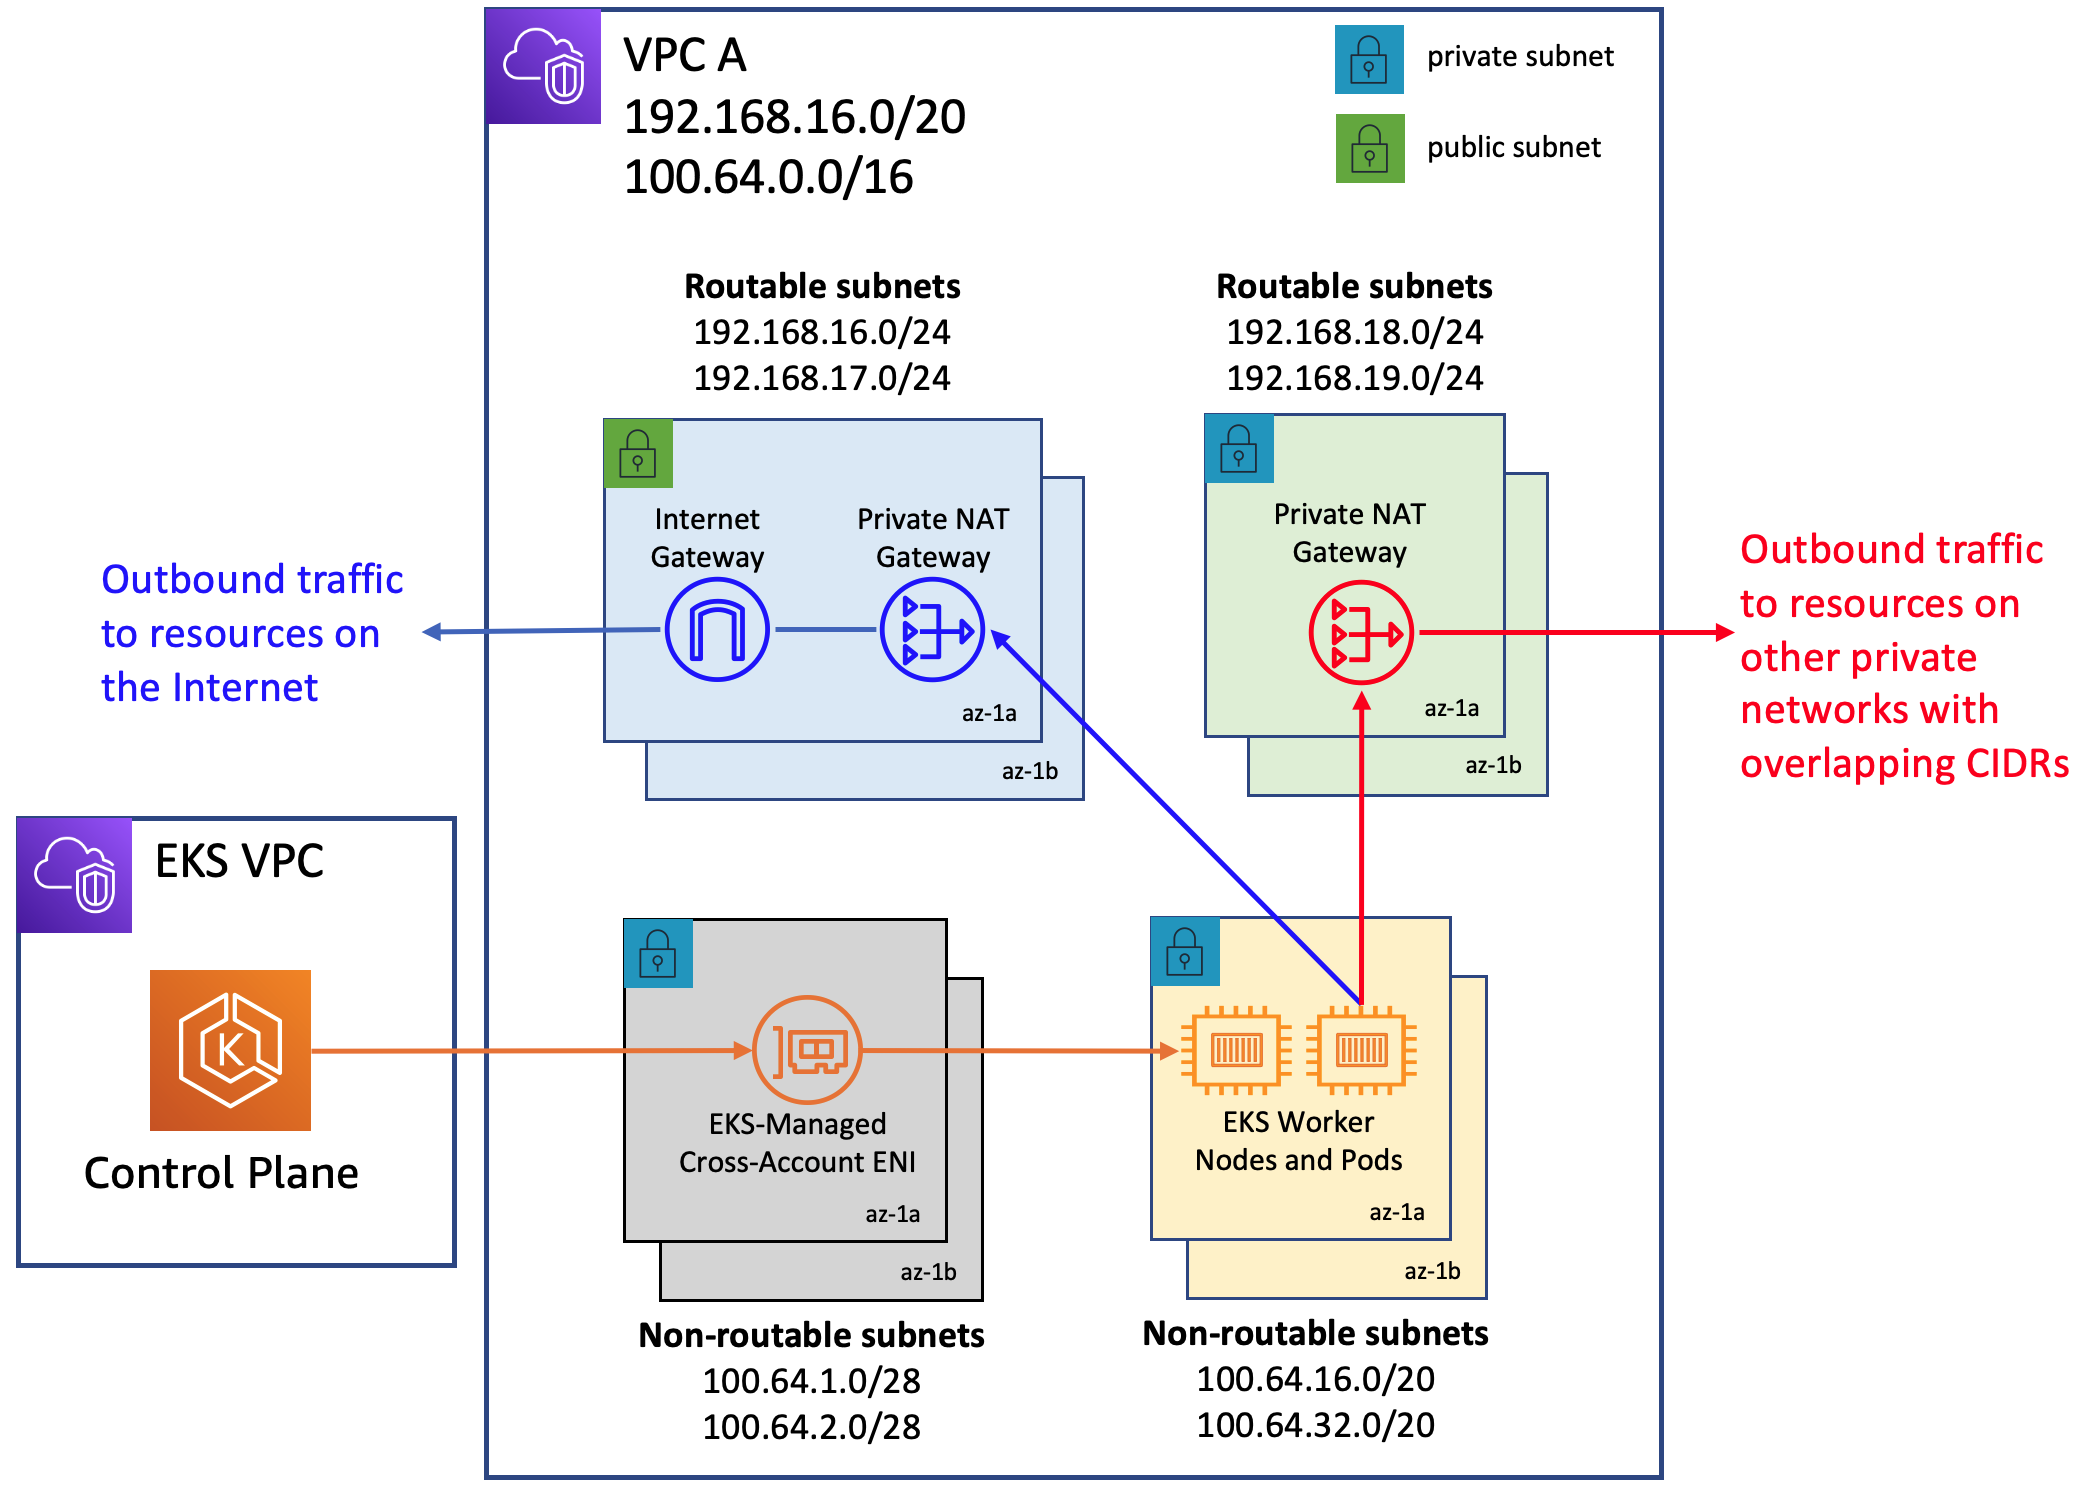 VPC A
192.168.16.0/20
100.64.0.0/16
private subnet
public subnet
Routable subnets
192.168.16.0/24
192.168.17.0/24
Routable subnets
192.168.18.0/24
192.168.19.0/24
Internet
Gateway
Private NAT
Gateway
az-1a
az-1b
Private NAT
Gateway
az-1a
az-1b
Outbound traffic
to resources on
the Internet
Outbound traffic
to resources on
other private
networks with
overlapping CIDRs
EKS VPC
K
Control Plane
EKS-Managed
Cross-Account ENI
az-1a
az-1b
Non-routable subnets
100.64.1.0/28
100.64.2.0/28
EKS Worker
Nodes and Pods
az-1a
az-1b
Non-routable subnets
100.64.16.0/20
100.64.32.0/20